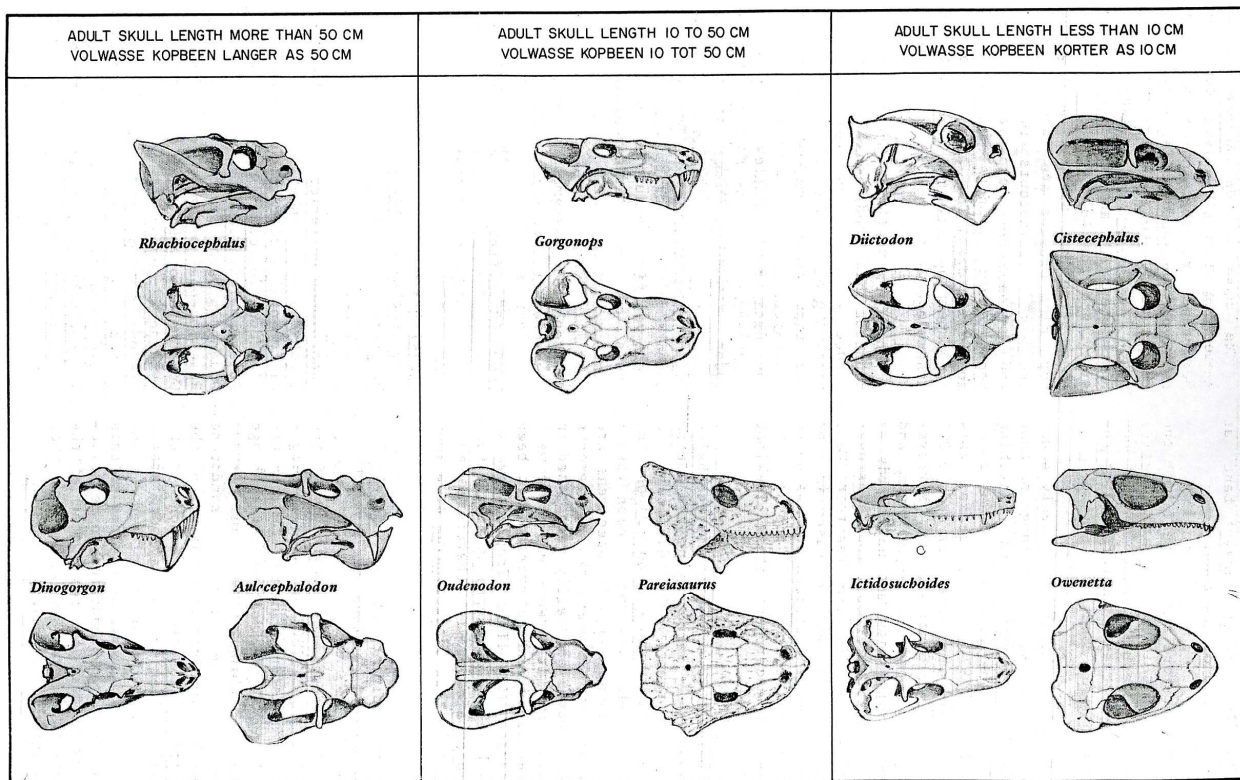 ADULT SKULL LENGTH MORE THAN 50 CM
VOLWASSE KOPBEEN LANGER AS 50 CM
ADULT SKULL LENGTH 10 TO 50 CM
VOLWASSE KOPBEEN 10 TOT 50 CM
ADULT SKULL LENGTH LESS THAN 10 CM
VOLWASSE KOPBEEN KORTER AS 10 CM
Rhachiocephalus
Gorgonops
Diictodon
Cistecephalus
Dinogorgon
Aulacephalodon
Oudenodon
Pareiasaurus
Ictidosuchoides
Owenetta